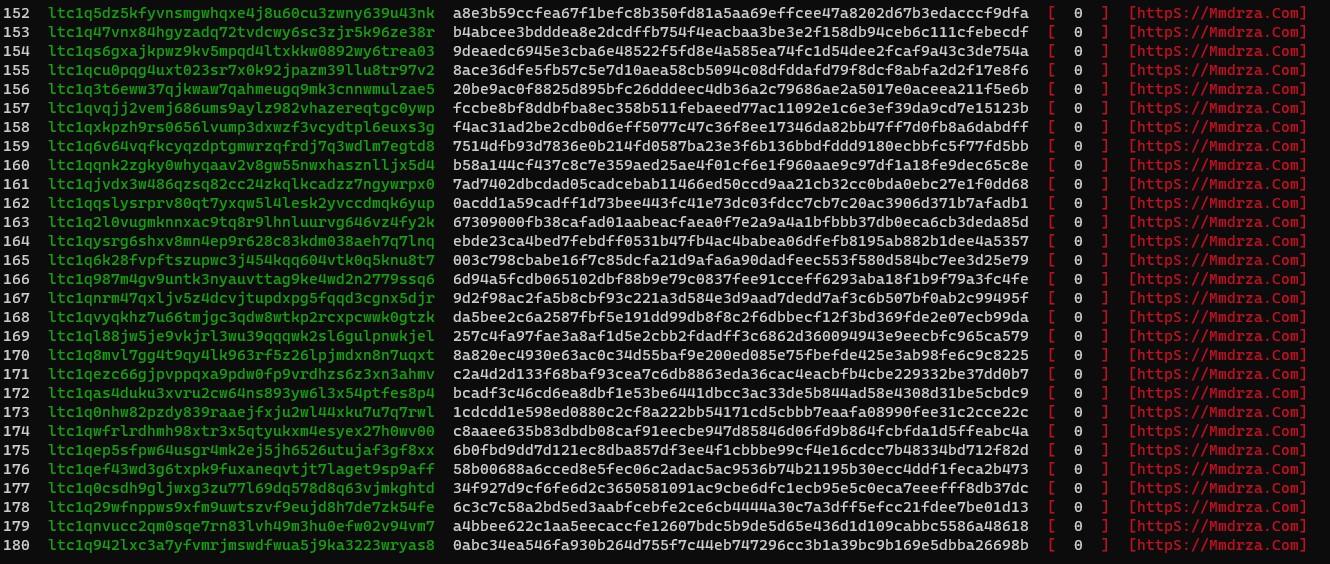 152 ltc1q5dz5kfyvnsmgwhqxe4j8u60cu3zwny639u43nk a8e3b59ccfea67f1befc8b350fd81a5aa69effcee47a8202d67b3edacccf9dfa [ 0 ] [httpS://Mmdrza.Com]
153 ltc1q47vnx84hgyzadq72tvdcwy6sc3zjr5k96ze38r b4abcee3bdddea8e2dcdffb754f4eacbaa3be3e2f158db94ceb6c111cfebecdf [ 0 ] [httpS://Mmdrza.Com]
154 ltc1qs6gxajkpwz9kv5mpqd4ltxkkw0892wy6trea03 9deaedc6945e3cba6e48522f5fd8e4a585ea74fc1d54dee2fcaf9a43c3de754a [ 0 ] [httpS://Mmdrza.Com]
155 ltc1qcu0pqg4uxt023sr7x0k92jpazm39llu8tr97v2 8ace36dfe5fb57c5e7d10aea58cb5094c08dfddafd79f8dcf8abfa2d2f17e8f6 [ 0 ] [httpS://Mmdrza.Com]
156 ltc1q3t6eww37qjkwaw7qahmeugq9mk3cnnwmulzae5 20be9ac0f8825d895bfc26dddeec4db36a2c79686ae2a5017e0aceea211f5e6b [ 0 ] [httpS://Mmdrza.Com]
157 ltc1qvqjj2vemj686ums9aylz982vhazereqtgc0ywp fccbe8bf8ddbfba8ec358b511febaeed77ac11092e1c6e3ef39da9cd7e15123b [ 0 ] [httpS://Mmdrza.Com]
158 ltc1qxkpzh9rs0656lvump3dxwzf3vcydtpl6euxs3g f4ac31ad2be2cdb0d6eff5077c47c36f8ee17346da82bb47ff7d0fb8a6dabdff [ 0 ] [httpS://Mmdrza.Com]
159 ltc1q6v64vqfkcyqzdptgmwrzqfrdj7q3wdlm7egtd8 7514dfb93d7836e0b214fd0587ba23e3f6b136bbdfddd9180ecbbfc5f77fd5bb [ 0 ] [httpS://Mmdrza.Com]
160 ltc1qqnk2zgky0whyqaav2v8gw55nwxhasznlljx5d4 b58a144cf437c8c7e359aed25ae4f01cf6e1f960aae9c97df1a18fe9dec65c8e [ 0 ] [httpS://Mmdrza.Com]
161 ltc1qjvdx3w486qzsq82cc24zkqlkcadzz7ngywrpx0 7ad7402dbcdad05cadcebab11466ed50ccd9aa21cb32cc0bda0ebc27e1f0dd68 [ 0 ] [httpS://Mmdrza.Com]
162 ltc1qqslysrprv80qt7yxqw5l4lesk2yvccdmqk6yup 0acdd1a59cadff1d73bee443fc41e73dc03fdcc7cb7c20ac3906d371b7afadb1 [ 0 ] [httpS://Mmdrza.Com]
163 ltc1q2l0vugmknnxac9tq8r9lhnluurvg646vz4fy2k 67309000fb38cafad01aabeacfaea0f7e2a9a4a1bfbbb37db0eca6cb3deda85d [ 0 ] [httpS://Mmdrza.Com]
164 ltc1qysrg6shxv8mn4ep9r628c83kdm038aeh7q7lnq ebde23ca4bed7febdff0531b47fb4ac4babea06dfefb8195ab882b1dee4a5357 [ 0 ] [httpS://Mmdrza.Com]
165 ltc1q6k28fvpftszupwc3j454kqq604vtk0q5knu8t7 003c798cbabe16f7c85dcfa21d9afa6a90dadfeec553f580d584bc7ee3d25e79 [ 0 ] [httpS://Mmdrza.Com]
166 ltc1q987m4gv9untk3nyauvttag9ke4wd2n2779ssq6 6d94a5fcdb065102dbf88b9e79c0837fee91cceff6293aba18f1b9f79a3fc4fe [ 0 ] [httpS://Mmdrza.Com]
167 ltc1qnrm47qxljv5z4dcvjtupdxpg5fqqd3cgnx5djr 9d2f98ac2fa5b8cbf93c221a3d584e3d9aad7dedd7af3c6b507bf0ab2c99495f [ 0 ] [httpS://Mmdrza.Com]
168 ltc1qvyqkhz7u66tmjgc3qdw8wtkp2rcxpcwwk0gtzk da5bee2c6a2587fbf5e191dd99db8f8c2f6dbbecf12f3bd369fde2e07ecb99da [ 0 ] [httpS://Mmdrza.Com]
169 ltc1ql88jw5je9vkjrl3wu39qqqwk2sl6gulpnwkjel 257c4fa97fae3a8af1d5e2cbb2fdadff3c6862d360094943e9eecbfc965ca579 [ 0 ] [httpS://Mmdrza.Com]
170 ltc1q8mvl7gg4t9qy4lk963rf5z26lpjmdxn8n7uqxt 8a820ec4930e63ac0c34d55baf9e200ed085e75fbefde425e3ab98fe6c9c8225 [ 0 ] [httpS://Mmdrza.Com]
171 ltc1qezc66gjpvppqxa9pdw0fp9vrdhzs6z3xn3ahmv c2a4d2d133f68baf93cea7c6db8863eda36cac4eacbfb4cbe229332be37dd0b7 [ 0 ] [httpS://Mmdrza.Com]
172 ltc1qas4duku3xvru2cw64ns893yw6l3x54ptfes8p4 bcadf3c46cd6ea8dbf1e53be6441dbcc3ac33de5b844ad58e4308d31be5cbdc9 [ 0 ] [httpS://Mmdrza.Com]
173 ltc1q0nhw82pzdy839raaejfxju2wl44xku7u7q7rwl 1cdcdd1e598ed0880c2cf8a222bb54171cd5cbbb7eaafa08990fee31c2cce22c [ 0 ] [httpS://Mmdrza.Com]
174 ltc1qwfrlrdhmh98xtr3x5qtyukxm4esyex27h0wv00 c8aaee635b83dbdb08caf91eecbe947d85846d06fd9b864fcbfda1d5ffeabc4a [ 0 ] [httpS://Mmdrza.Com]
175 ltc1qep5sfpw64usgr4mk2ej5jh6526utujaf3gf8xx 6b0fbd9dd7d121ec8dba857df3ee4f1cbbbe99cf4e16cdcc7b48334bd712f82d [ 0 ] [httpS://Mmdrza.Com]
176 ltc1qef43wd3g6txpk9fuxaneqvtjt7laget9sp9aff 58b00688a6cced8e5fec06c2adac5ac9536b74b21195b30ecc4ddf1feca2b473 [ 0 ] [httpS://Mmdrza.Com]
177 ltc1q0csdh9gljwxg3zu77l69dq578d8q63vjmkghtd 34f927d9cf6fe6d2c3650581091ac9cbe6dfc1ecb95e5c0eca7eeefff8db37dc [ 0 ] [httpS://Mmdrza.Com]
178 ltc1q29wfnppws9xfm9uwtszvf9eujd8h7de7zk54fe 6c3c7c58a2bd5ed3aabfcebfe2ce6cb4444a30c7a3dff5efcc21fdee7be01d13 [ 0 ] [httpS://Mmdrza.Com]
179 ltc1qnvucc2qm0sqe7rn83lvh49m3hu0efw02v94vm7 a4bbee622c1aa5eecaccfe12607bdc5b9de5d65e436d1d109cabbc5586a48618 [ 0 ] [httpS://Mmdrza.Com]
180 ltc1q942lxc3a7yfvmrjmswdfwua5j9ka3223wryas8 0abc34ea546fa930b264d755f7c44eb747296cc3b1a39bc9b169e5dbba26698b [ 0 ] [httpS://Mmdrza.Com]